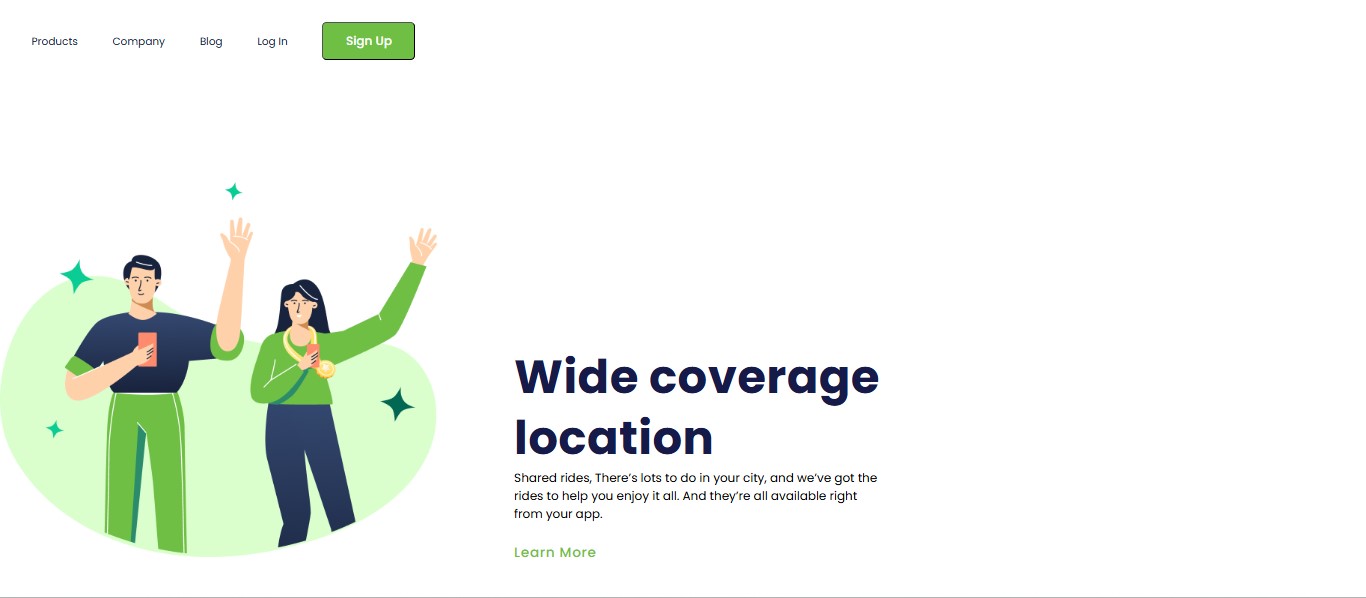 Products Company Blog Log In Sign Up
Wide coverage
location
Shared rides, There's lots to do in your city, and we've got the
rides to help you enjoy it all. And they're all available right
from your app.
Learn More